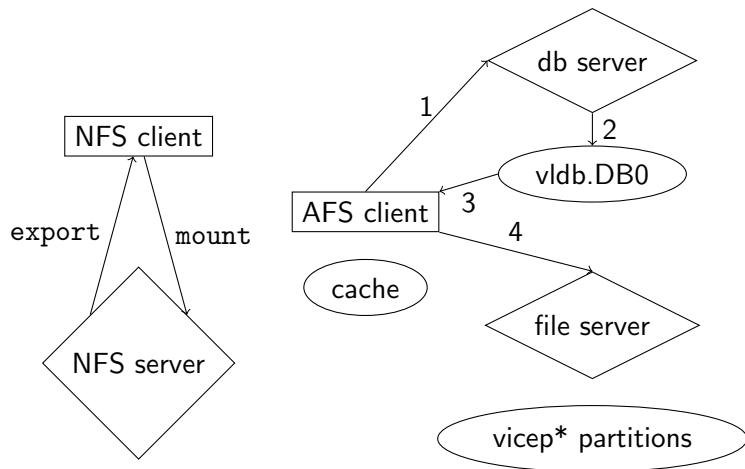 db server
1
NFS client
2
vldb.DB0
3
AFS client
export
mount
4
cache
file server
NFS server
vicep* partitions